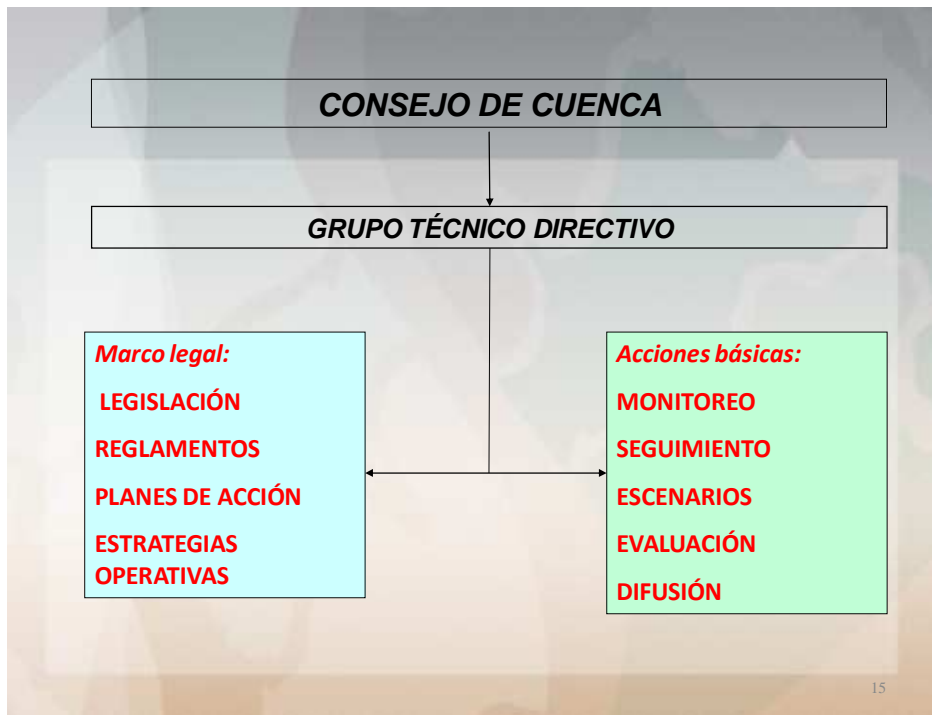 CONSEJO DE CUENCA
GRUPO TÉCNICO DIRECTIVO
Marco legal:
LEGISLACIÓN
REGLAMENTOS
PLANES DE ACCIÓN
ESTRATEGIAS
OPERATIVAS
Acciones básicas:
MONITOREO
SEGUIMIENTO
ESCENARIOS
EVALUACIÓN
DIFUSIÓN
15